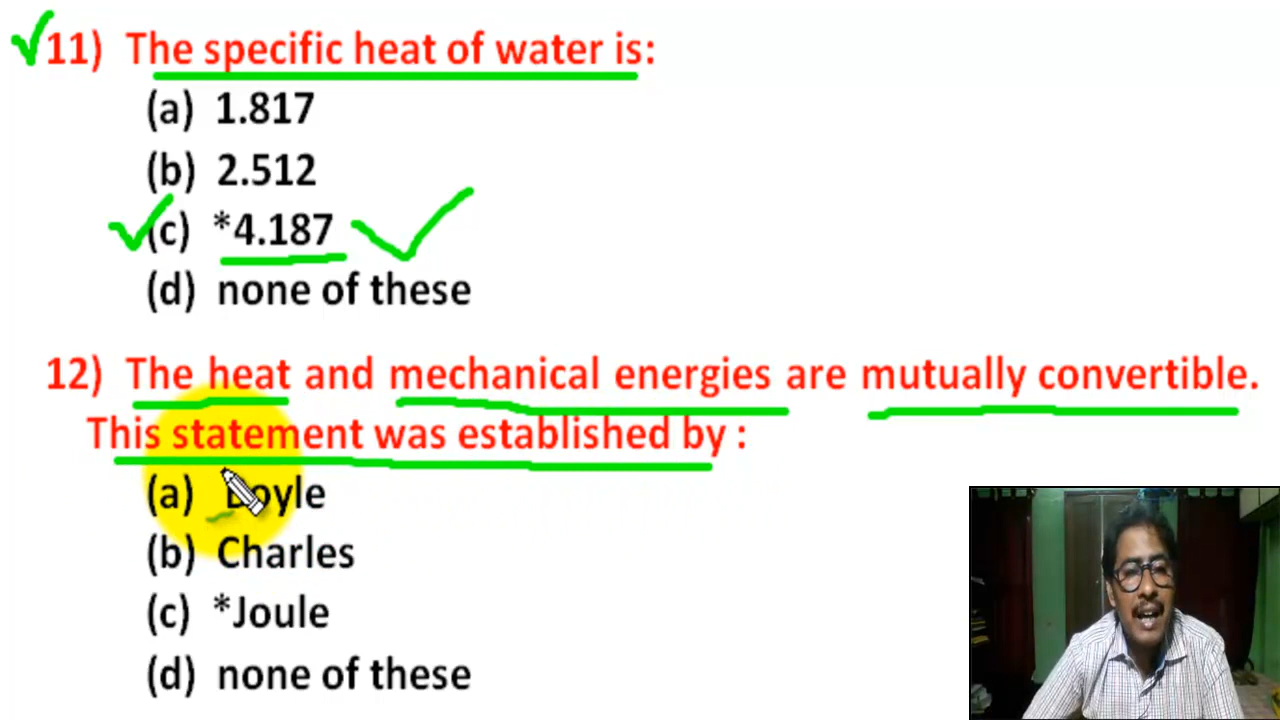 11) The specific heat of water is:
(a) 1.817
(b) 2.512
(c) *4.187
(d) none of these
12) The heat and mechanical energies are mutually convertible.
This statement was established by :
(a) Boyle
(b) Charles
(c) *Joule
(d) none of these